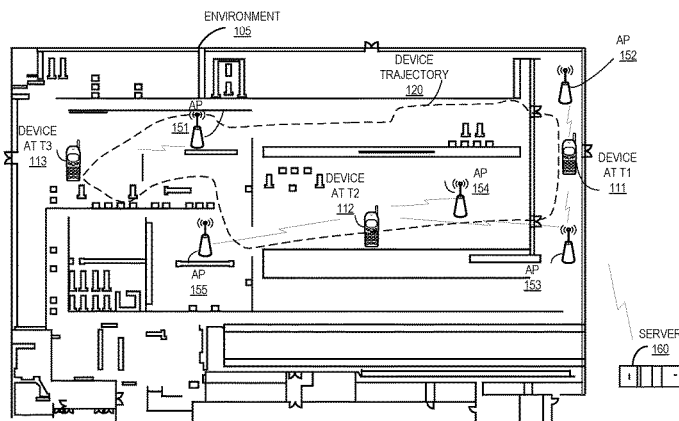 ENVIRONMENT
105
DEVICE
TRAJECTORY
120
AP
152
AP
151
DEVICE
AT T3
113
DEVICE
AT T1
111
DEVICE
AT T2
112
AP
154
AP
155
AP
153
SERVER
160